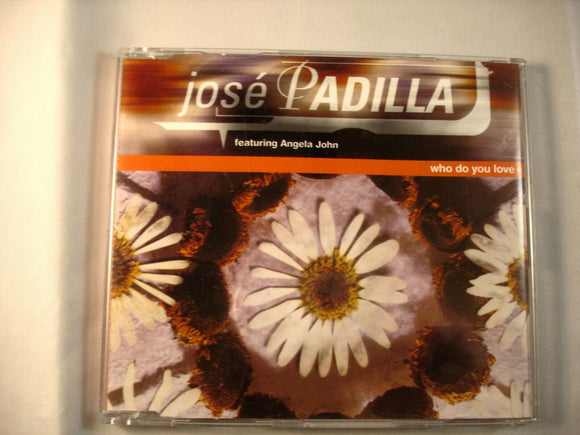 josé PADILLA
featuring Angela John
who do you love